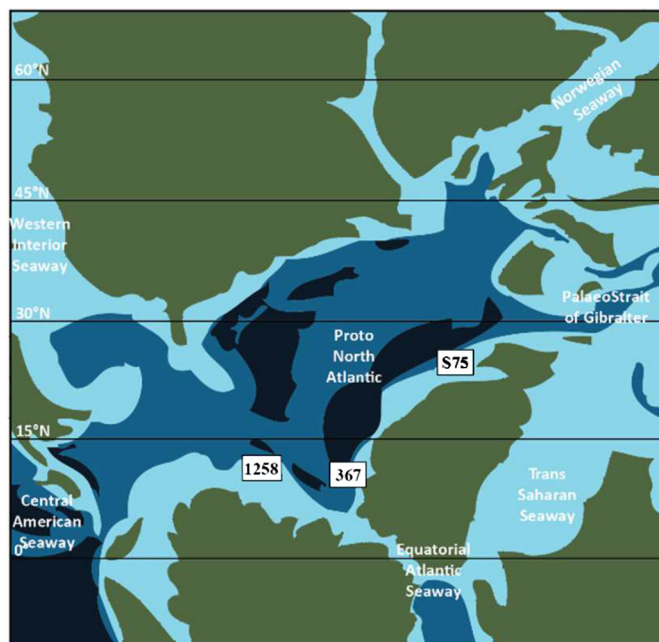 60°N
Norwegian
Seaway
45°N
Western
Interior
Seaway
30°N
PalaeoStrait
of Gibralter
Proto
North
Atlantic
S75
15°N
1258
367
Trans
Saharan
Seaway
Central
American
Seaway
0°
Equatorial
Atlantic
Seaway